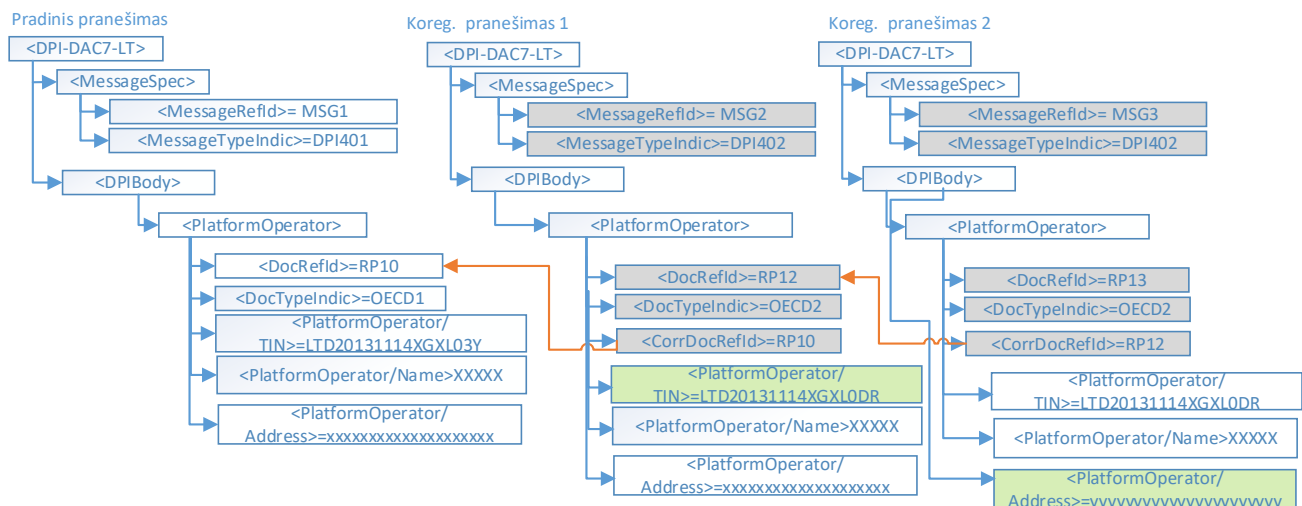 Pradinis pranešimas
<DPI-DAC7-LT>
<MessageSpec>
<MessageRefId>= MSG1
<MessageTypeIndic>=DPI401
<DPIBody>
<PlatformOperator>
<DocRefId>=RP10
<DocTypeIndic>=OECD1
<PlatformOperator/
TIN>=LTD20131114XGXL03Y
<PlatformOperator/Name>XXXXX
<PlatformOperator/
Address>=xxxxxxxxxxxxxxxxxxxx
Koreg. pranešimas 1
<DPI-DAC7-LT>
<MessageSpec>
<MessageRefId>= MSG2
<MessageTypeIndic>=DPI402
<DPIBody>
<PlatformOperator>
<DocRefId>=RP12
<DocTypeIndic>=OECD2
<CorrDocRefId>=RP10
<PlatformOperator/
TIN>=LTD20131114XGXL0DR
<PlatformOperator/Name>XXXXX
<PlatformOperator/
Address>=xxxxxxxxxxxxxxxxxxxx
Koreg. pranešimas 2
<DPI-DAC7-LT>
<MessageSpec>
<MessageRefId>= MSG3
<MessageTypeIndic>=DPI402
<DPIBody>
<PlatformOperator>
<DocRefId>=RP13
<DocTypeIndic>=OECD2
<CorrDocRefId>=RP12
<PlatformOperator/
TIN>=LTD20131114XGXL0DR
<PlatformOperator/Name>XXXXX
<PlatformOperator/
Address>=yyyyyyyyyyyyyyyyyyyyyy